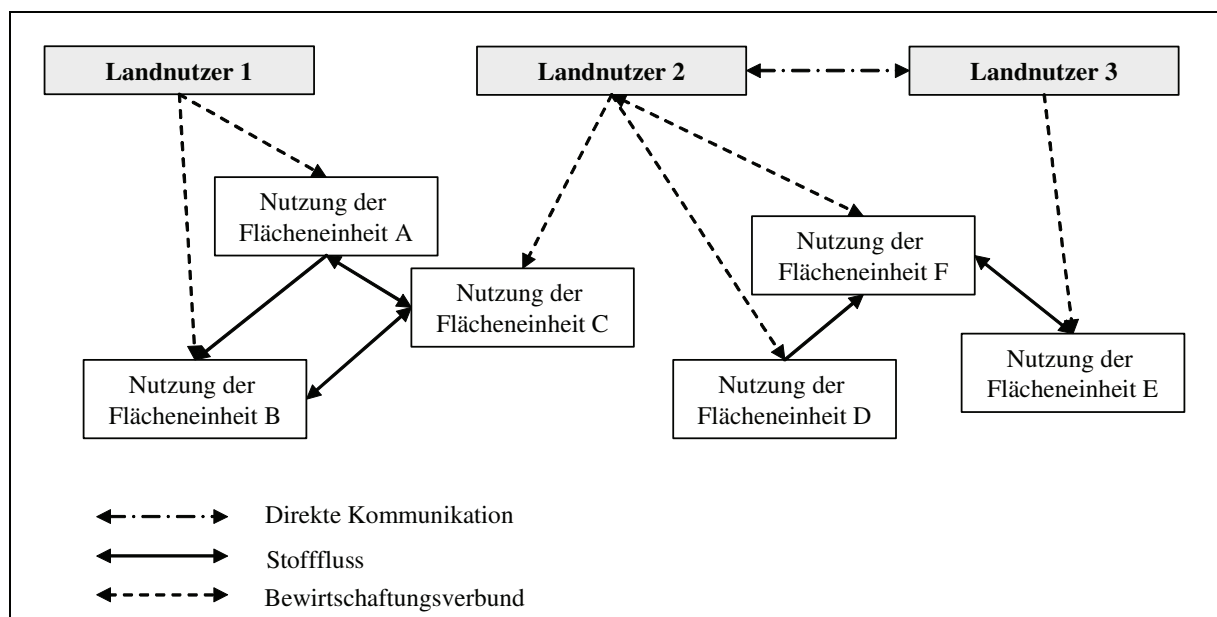 Landnutzer 1
Landnutzer 2
Landnutzer 3
Nutzung der
Flächeneinheit A
Nutzung der
Flächeneinheit F
Nutzung der
Flächeneinheit C
Nutzung der
Flächeneinheit E
Nutzung der
Flächeneinheit B
Nutzung der
Flächeneinheit D
Direkte Kommunikation
Stofffluss
Bewirtschaftungsverbund